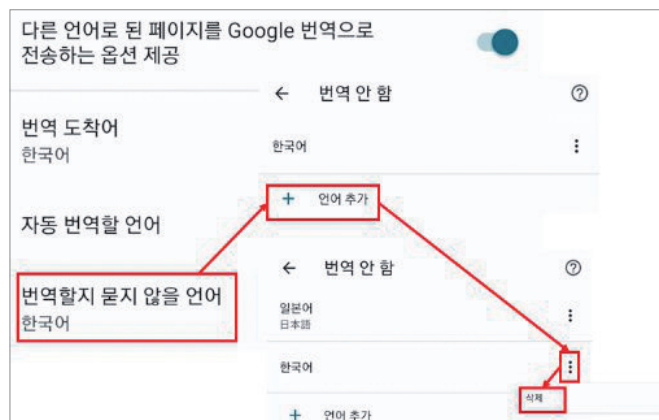 다른 언어로 된 페이지를 Google 번역으로
전송하는 옵션 제공
번역 도착어
한국어
자동 번역할 언어
번역할지 묻지 않을 언어
한국어
번역 안 함
한국어
+ 언어 추가
번역 안 함
일본어
日本語
한국어
삭제
+ 언어 추가